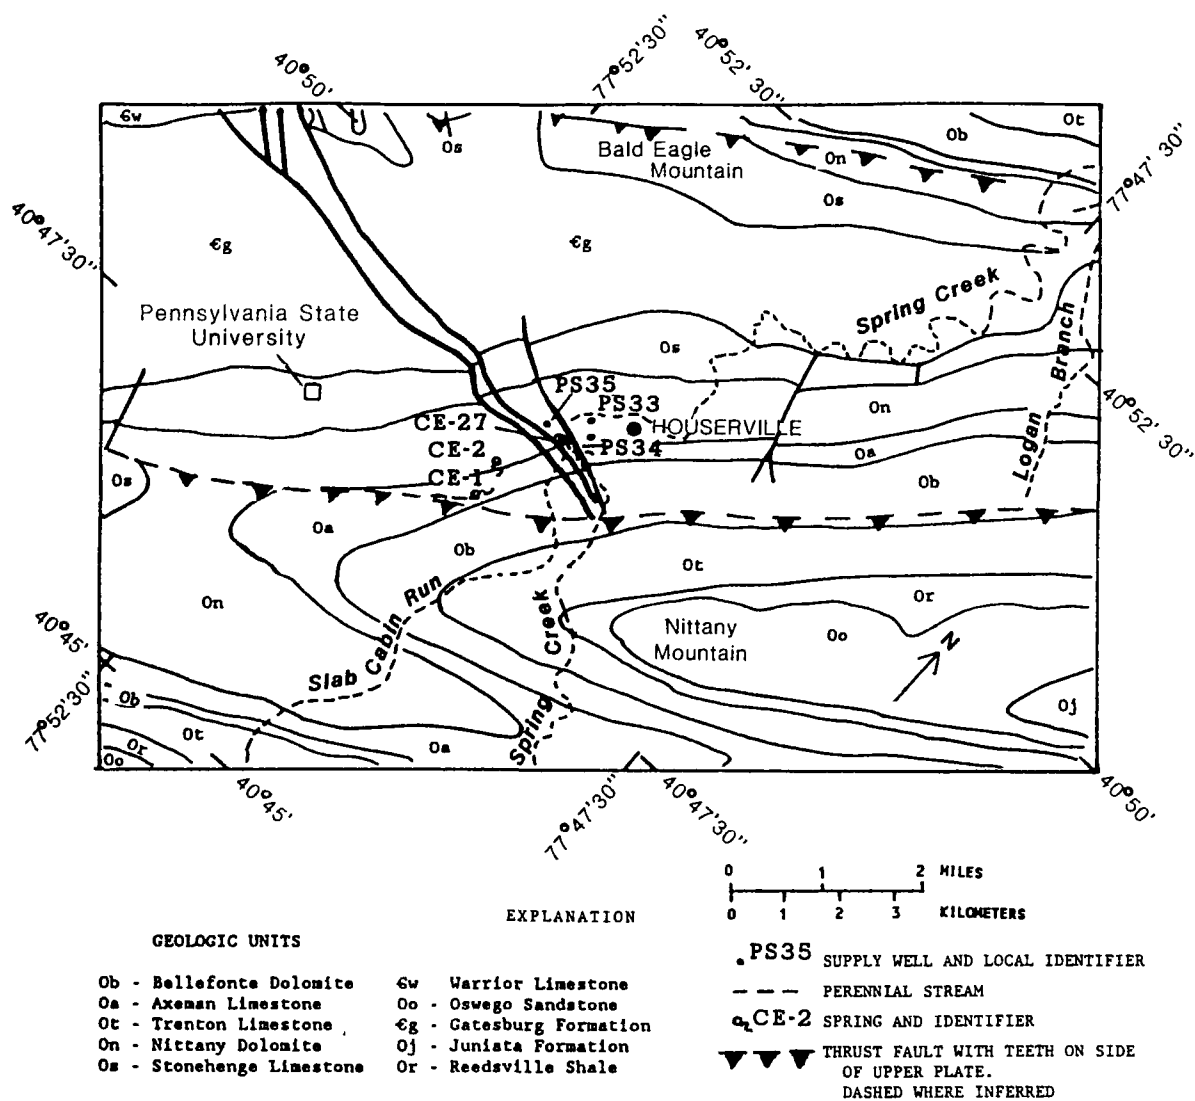 40°50'
77°52'30"
40°52'30"
77°47'30"
40°47'30"
Єw
Os
Bald Eagle
Mountain
Ob
Ot
On
Os
Єg
Єg
Spring Creek
Pennsylvania State
University
Os
Logan Branch
PS35
PS33
CE-27
HOUSERVILLE
CE-2
PS34
CE-1
On
Oa
Ob
40°52'30"
Os
Oa
Ob
Ot
On
Or
Slab Cabin Run
Spring Creek
Nittany
Mountain
Oo
N
Oj
40°45'
77°52'30"
Ob
Ot
Or
Oo
Oa
40°45'
77°47'30"
40°47'30"
40°50'
0 1 2 MILES
0 1 2 3 KILOMETERS
EXPLANATION
GEOLOGIC UNITS
Ob - Bellefonte Dolomite
Oa - Axeman Limestone
Ot - Trenton Limestone
On - Nittany Dolomite
Os - Stonehenge Limestone
Єw Warrior Limestone
Oo - Oswego Sandstone
Єg - Gatesburg Formation
Oj - Juniata Formation
Or - Reedsville Shale
PS35 SUPPLY WELL AND LOCAL IDENTIFIER
PERENNIAL STREAM
CE-2 SPRING AND IDENTIFIER
THRUST FAULT WITH TEETH ON SIDE
OF UPPER PLATE.
DASHED WHERE INFERRED